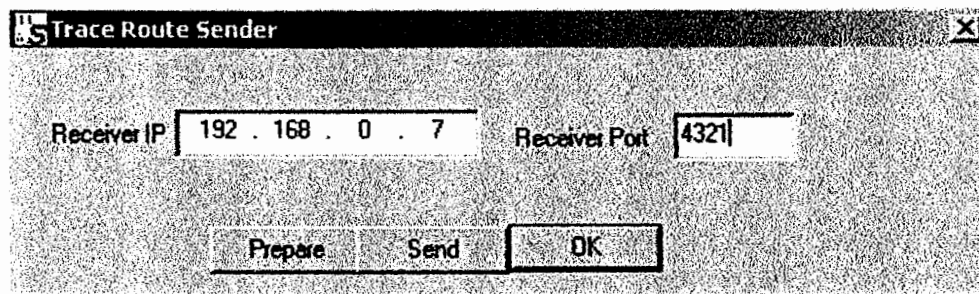 Trace Route Sender
Receiver IP 192 . 168 . 0 . 7 Receiver Port 4321
Prepare Send OK